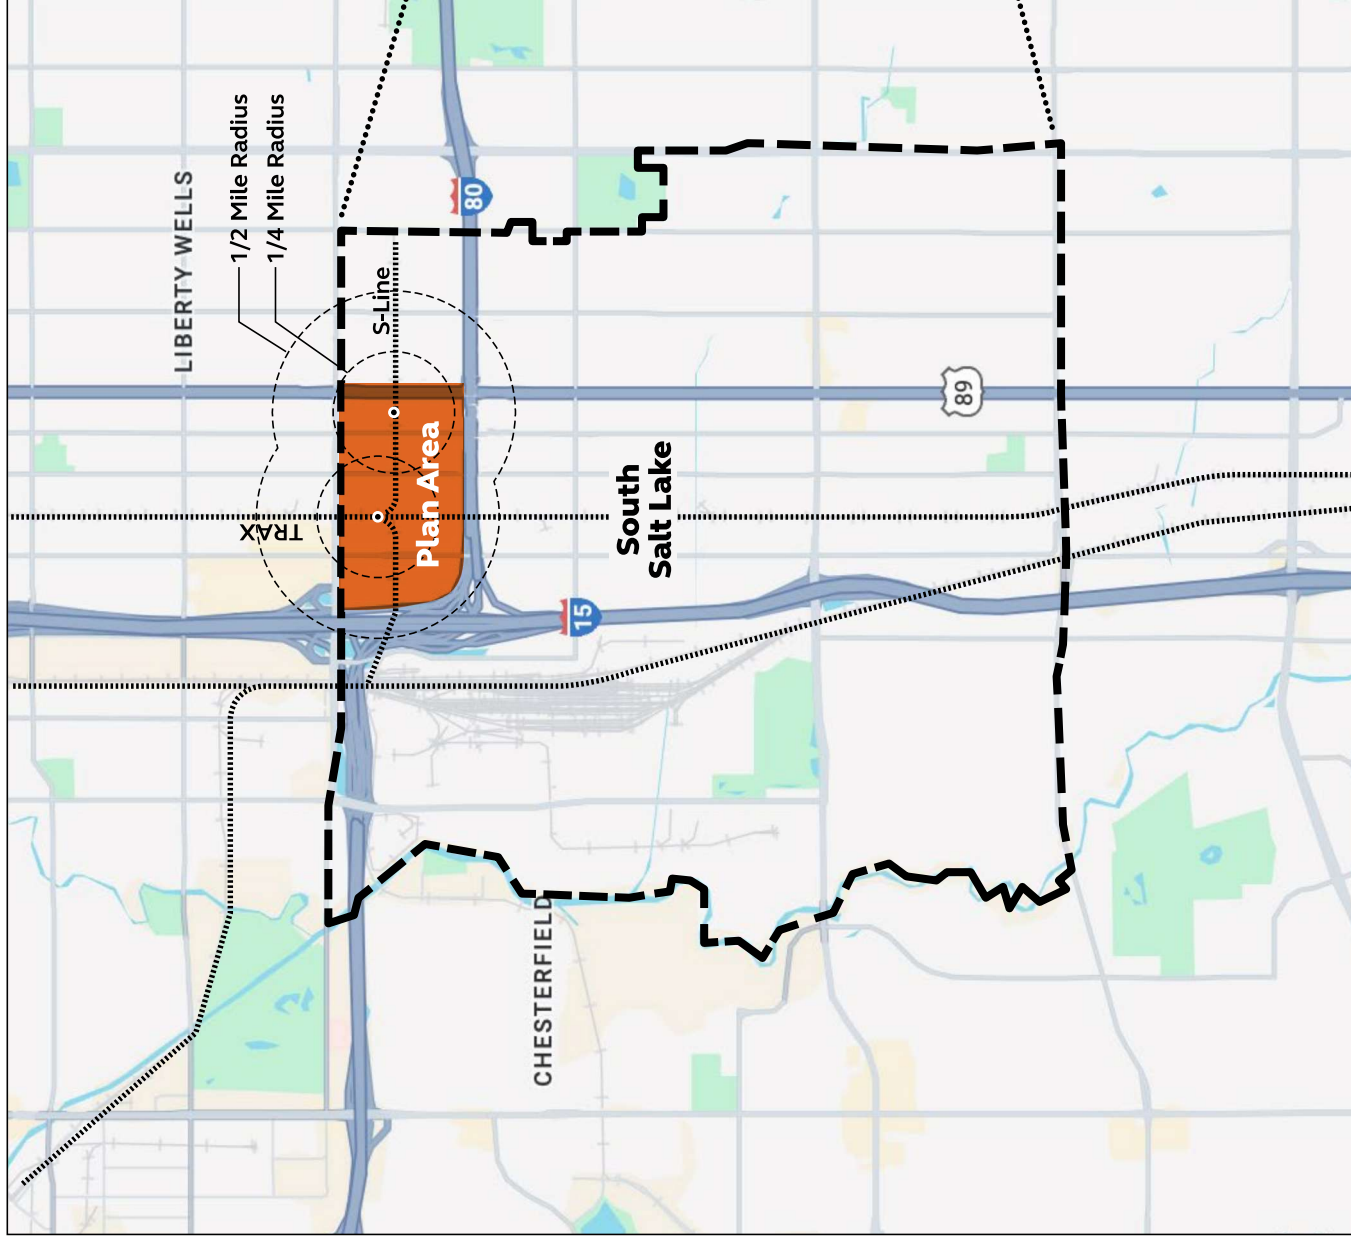 1/2 Mile Radius
1/4 Mile Radius
LIBERTY WELLS
80
S-Line
TRAX
Plan Area
89
South
Salt Lake
15
CHESTERFIELD